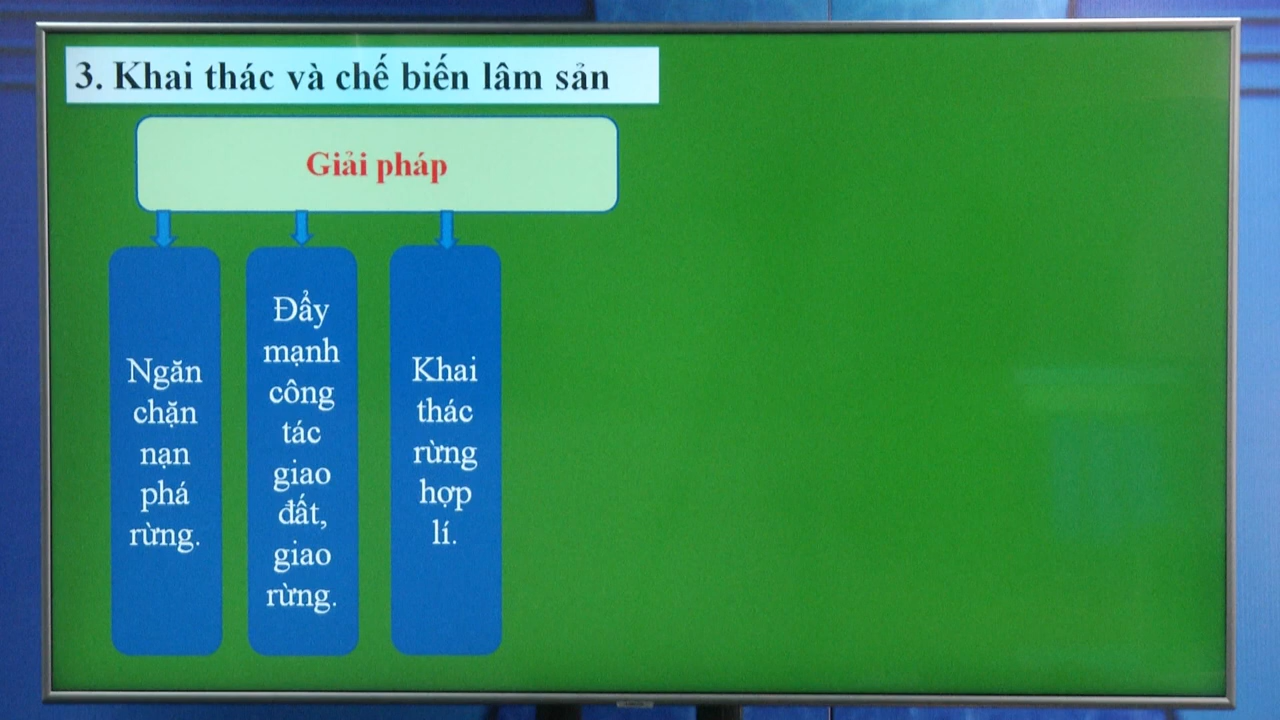 3. Khai thác và chế biến lâm sản
Giải pháp
Ngăn
chặn
nạn
phá
rừng.
Đẩy
mạnh
công
tác
giao
đất,
giao
rừng.
Khai
thác
rừng
hợp
lí.